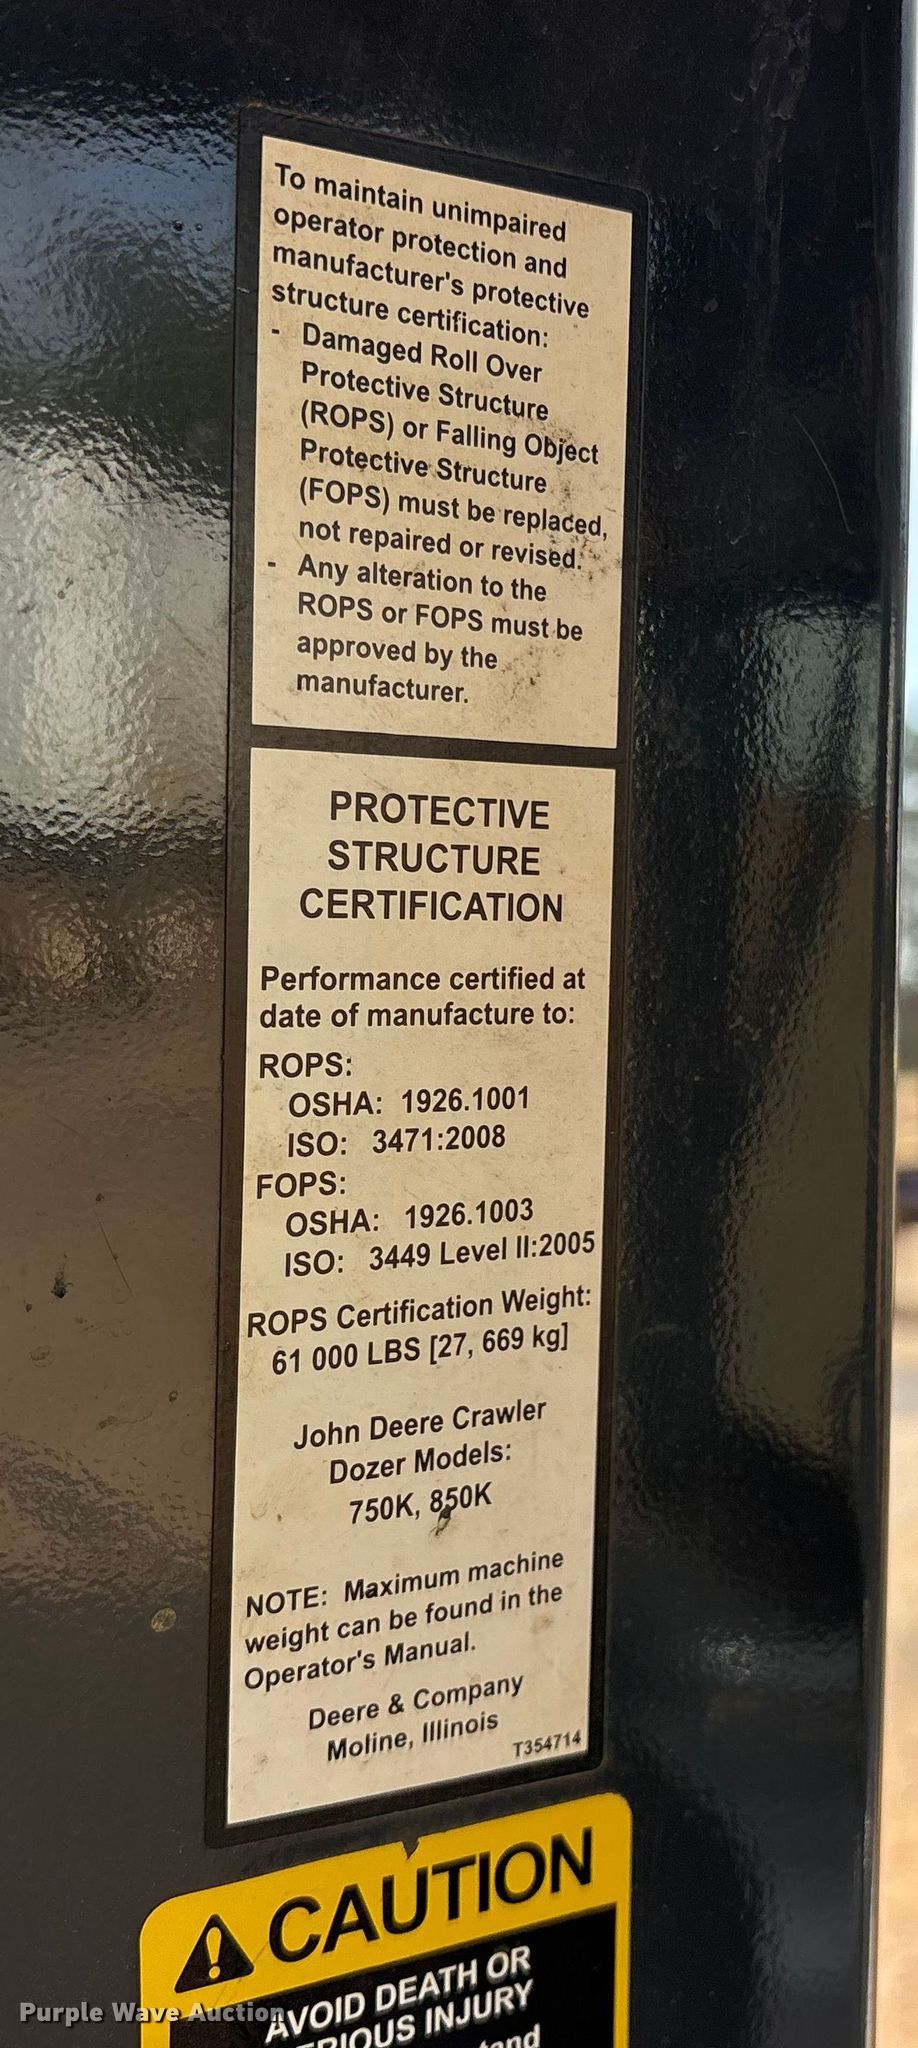 To maintain unimpaired
operator protection and
manufacturer's protective
structure certification:
- Damaged Roll Over
Protective Structure
(ROPS) or Falling Object
Protective Structure
(FOPS) must be replaced,
not repaired or revised.
- Any alteration to the
ROPS or FOPS must be
approved by the
manufacturer.
PROTECTIVE
STRUCTURE
CERTIFICATION
Performance certified at
date of manufacture to:
ROPS:
OSHA: 1926.1001
ISO: 3471:2008
FOPS:
OSHA: 1926.1003
ISO: 3449 Level II:2005
ROPS Certification Weight:
61 000 LBS [27, 669 kg]
John Deere Crawler
Dozer Models:
750K, 850K
NOTE: Maximum machine
weight can be found in the
Operator's Manual.
Deere & Company
Moline, Illinois
T354714
CAUTION
AVOID DEATH OR
INJURY
Purple Wave Auction